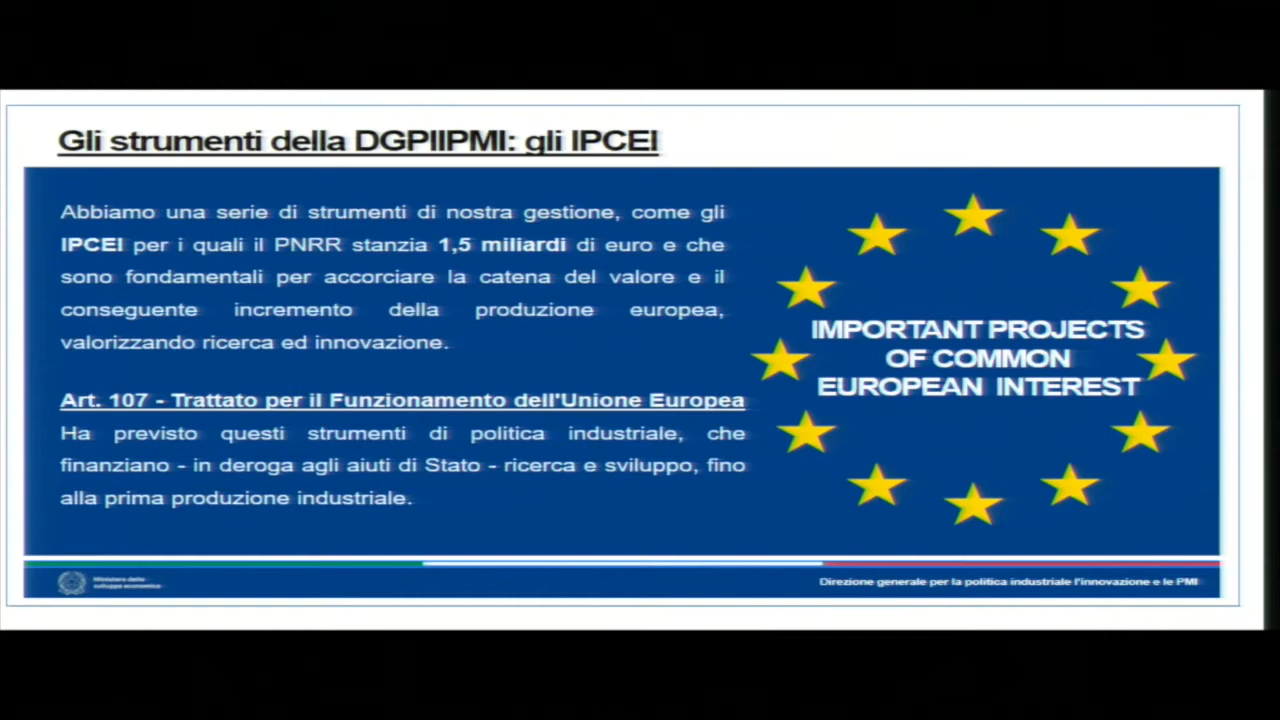 Gli strumenti della DGPIIPMI: gli IPCEI
Abbiamo una serie di strumenti di nostra gestione, come gli
IPCEI per i quali il PNRR stanzia 1,5 miliardi di euro e che
sono fondamentali per accorciare la catena del valore e il
conseguente incremento della produzione europea,
valorizzando ricerca ed innovazione.
Art. 107 - Trattato per il Funzionamento dell'Unione Europea
Ha previsto questi strumenti di politica industriale, che
finanziano - in deroga agli aiuti di Stato - ricerca e sviluppo, fino
alla prima produzione industriale.
IMPORTANT PROJECTS
OF COMMON
EUROPEAN INTEREST
Ministero dello
sviluppo economico
Direzione generale per la politica industriale l'innovazione e le PMI